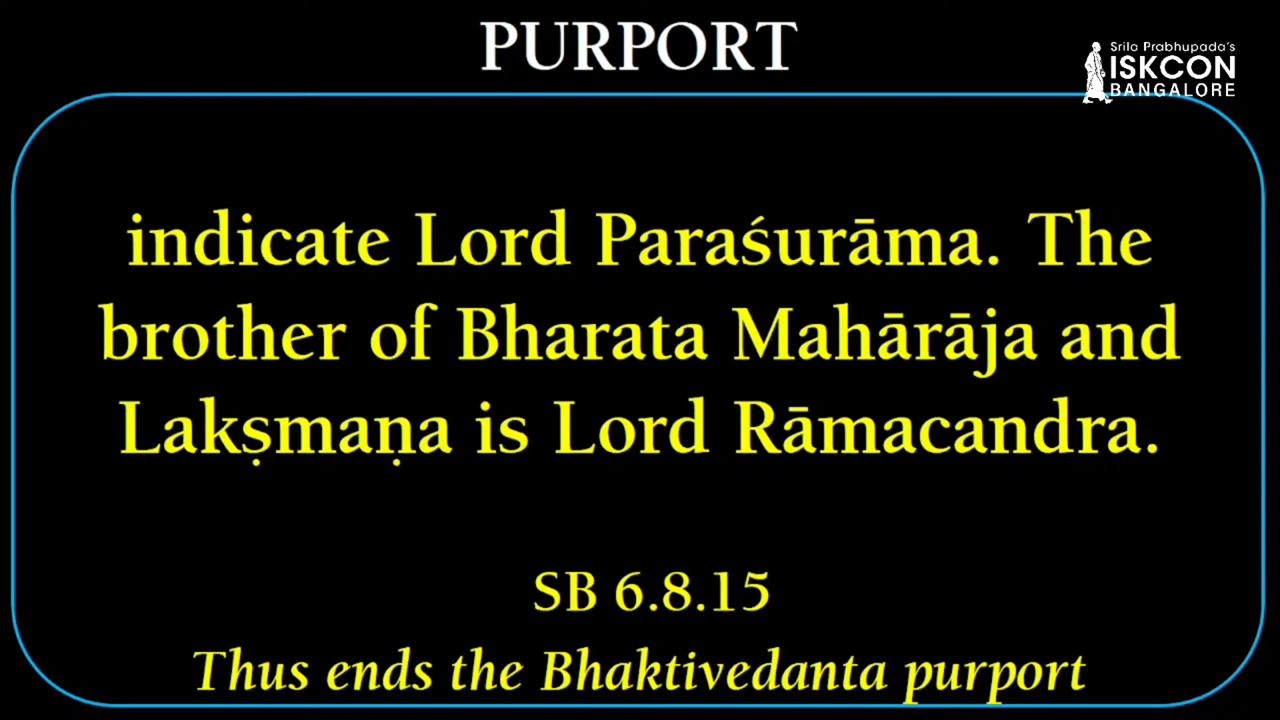 PURPORT
Srila Prabhupada's
ISKCON
BANGALORE
indicate Lord Paraśurāma. The
brother of Bharata Mahārāja and
Lakṣmaṇa is Lord Rāmacandra.
SB 6.8.15
Thus ends the Bhaktivedanta purport